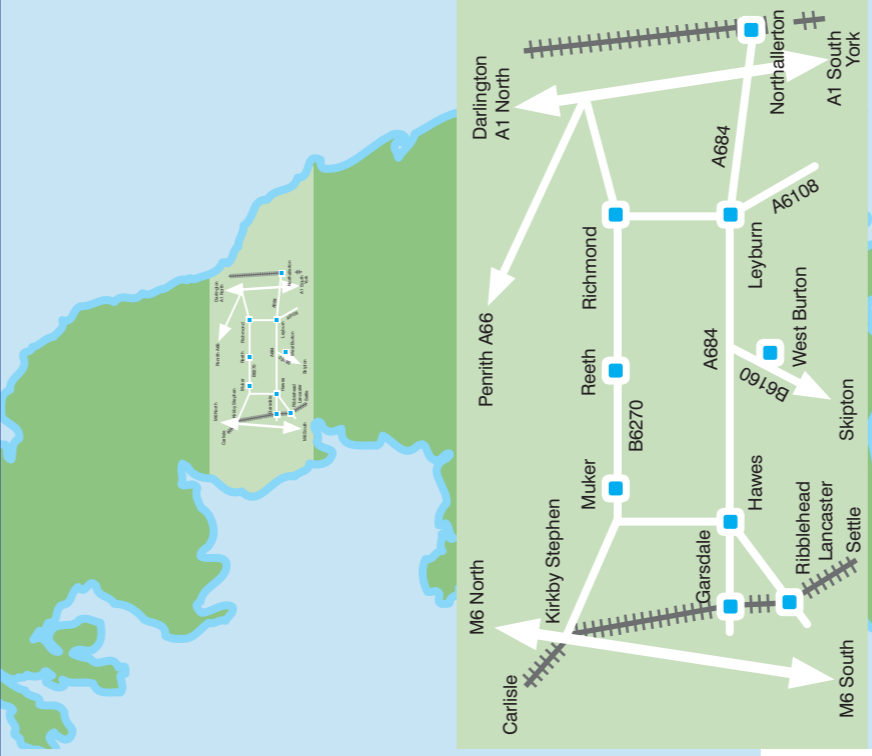 M6 North
Darlington
A1 North
Penrith A66
Carlisle
Kirkby Stephen
Muker
Reeth
Richmond
B6270
Garsdale
A684
A684
Hawes
Leyburn
Northallerton
B6160
West Burton
A6108
Ribblehead
Lancaster
Settle
M6 South
Skipton
A1 South
York